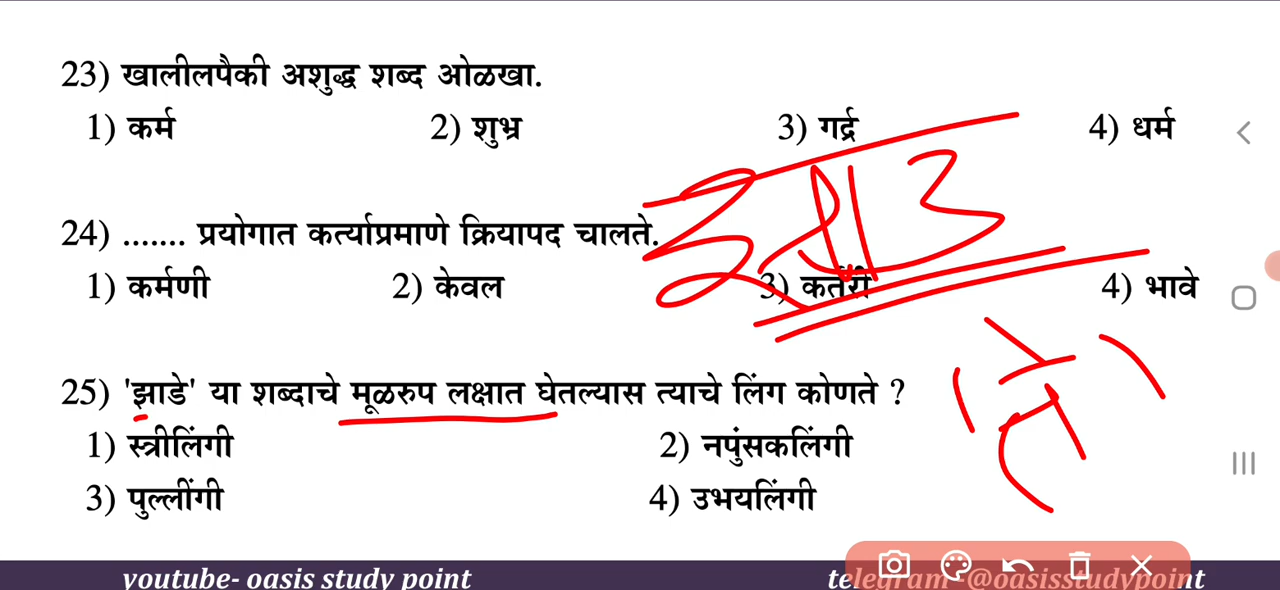 23) खालीलपैकी अशुद्ध शब्द ओळखा.
1) कर्म 2) शुभ्र 3) गर्द्र 4) धर्म
24) ....... प्रयोगात कर्त्याप्रमाणे क्रियापद चालते.
1) कर्मणी 2) केवल 3) कर्तरी 4) भावे
25) 'झाडे' या शब्दाचे मूळरुप लक्षात घेतल्यास त्याचे लिंग कोणते ?
1) स्त्रीलिंगी 2) नपुंसकलिंगी
3) पुल्लींगी 4) उभयलिंगी
youtube- oasis study point telegram -@oasisstudypoint